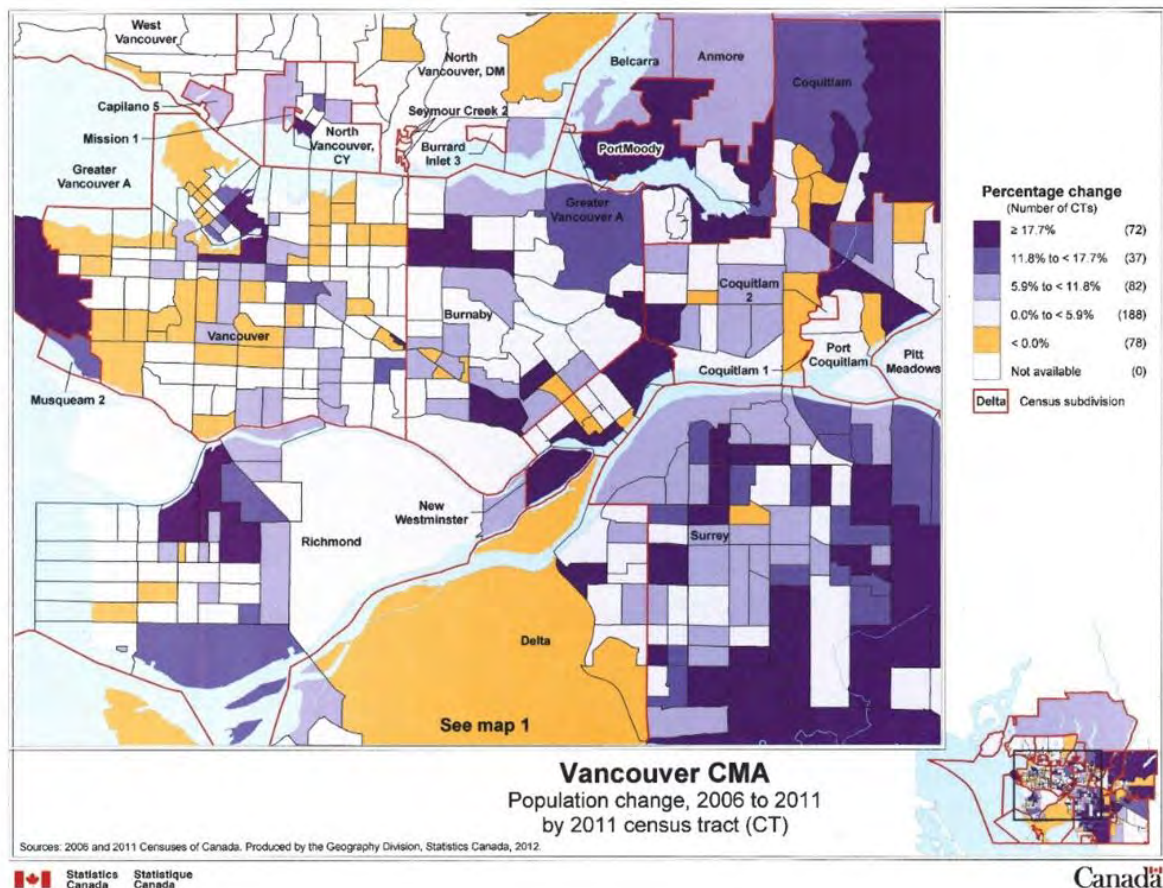 West
Vancouver
North
Vancouver, DM
Belcarra
Anmore
Coquitlam
Capilano 5
Seymour Creek 2
Mission 1
North
Vancouver,
CY
Burrard
Inlet 3
PortMoody
Greater
Vancouver A
Greater
Vancouver A
Coquitlam
2
Vancouver
Burnaby
Port
Coquitlam
Pitt
Meadows
Coquitlam 1
Musqueam 2
New
Westminster
Richmond
Surrey
Delta
See map 1
Percentage change
(Number of CTs)
≥ 17.7% (72)
11.8% to < 17.7% (37)
5.9% to < 11.8% (82)
0.0% to < 5.9% (188)
< 0.0% (78)
Not available (0)
Delta Census subdivision
Vancouver CMA
Population change, 2006 to 2011
by 2011 census tract (CT)
Sources: 2006 and 2011 Censuses of Canada. Produced by the Geography Division, Statistics Canada, 2012.
Statistics Statistique
Canada Canada
Canada